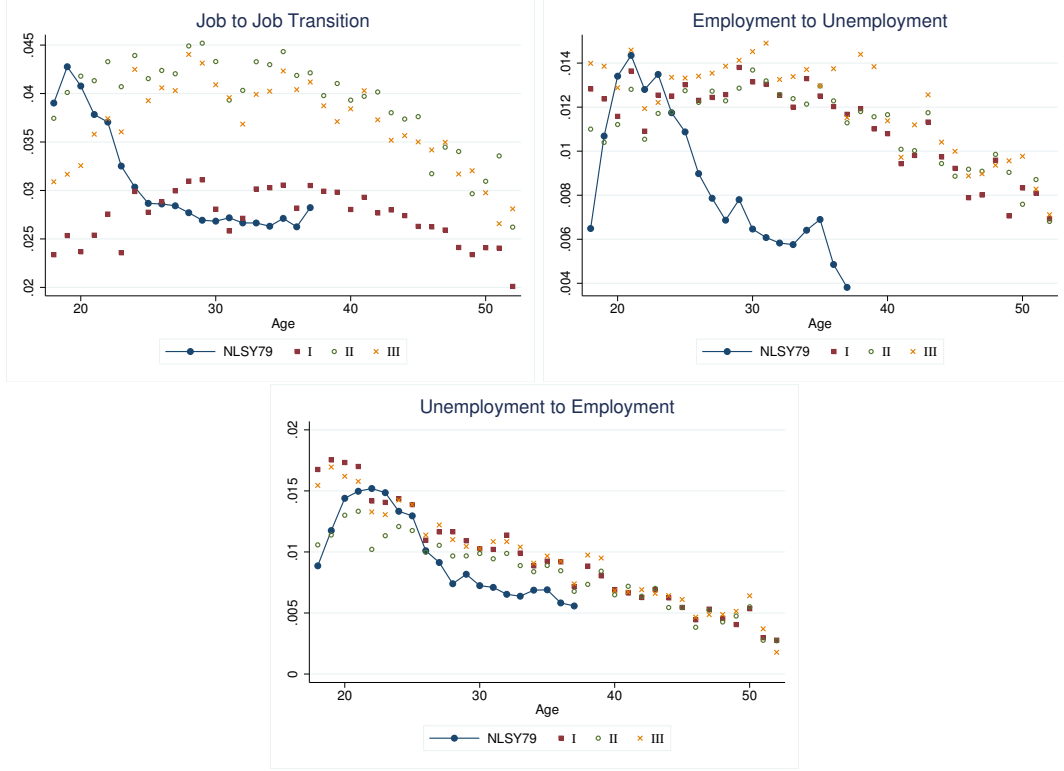 Job to Job Transition
.045
.04
.035
.03
.025
.02
20 30 40 50
Age
NLSY79 I II III
Employment to Unemployment
.014
.012
.01
.008
.006
.004
20 30 40 50
Age
NLSY79 I II III
Unemployment to Employment
.02
.015
.01
.005
0
20 30 40 50
Age
NLSY79 I II III